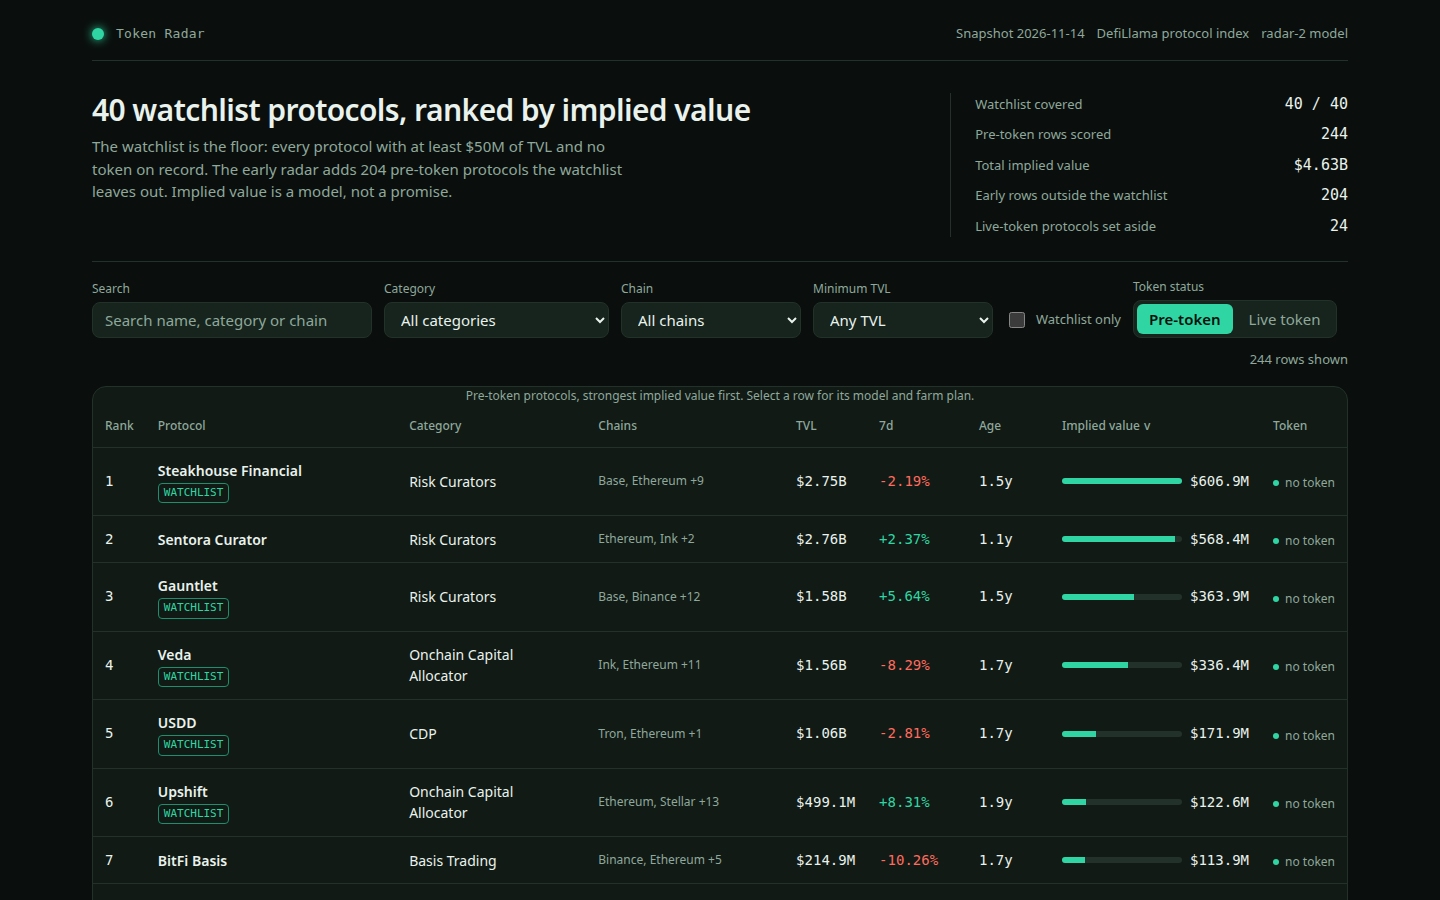 Token Radar
Snapshot 2026-11-14 DefiLlama protocol index radar-2 model
40 watchlist protocols, ranked by implied value
The watchlist is the floor: every protocol with at least $50M of TVL and no
token on record. The early radar adds 204 pre-token protocols the watchlist
leaves out. Implied value is a model, not a promise.
Watchlist covered 40 / 40
Pre-token rows scored 244
Total implied value $4.63B
Early rows outside the watchlist 204
Live-token protocols set aside 24
Search Category Chain Minimum TVL Token status
Search name, category or chain All categories All chains Any TVL Watchlist only Pre-token Live token
244 rows shown
Pre-token protocols, strongest implied value first. Select a row for its model and farm plan.
Rank Protocol Category Chains TVL 7d Age Implied value v Token
1 Steakhouse Financial Risk Curators Base, Ethereum +9 $2.75B -2.19% 1.5y $606.9M no token
WATCHLIST
2 Sentora Curator Risk Curators Ethereum, Ink +2 $2.76B +2.37% 1.1y $568.4M no token
3 Gauntlet Risk Curators Base, Binance +12 $1.58B +5.64% 1.5y $363.9M no token
WATCHLIST
4 Veda Onchain Capital Allocator Ink, Ethereum +11 $1.56B -8.29% 1.7y $336.4M no token
WATCHLIST
5 USDD CDP Tron, Ethereum +1 $1.06B -2.81% 1.7y $171.9M no token
WATCHLIST
6 Upshift Onchain Capital Allocator Ethereum, Stellar +13 $499.1M +8.31% 1.9y $122.6M no token
WATCHLIST
7 BitFi Basis Basis Trading Binance, Ethereum +5 $214.9M -10.26% 1.7y $113.9M no token